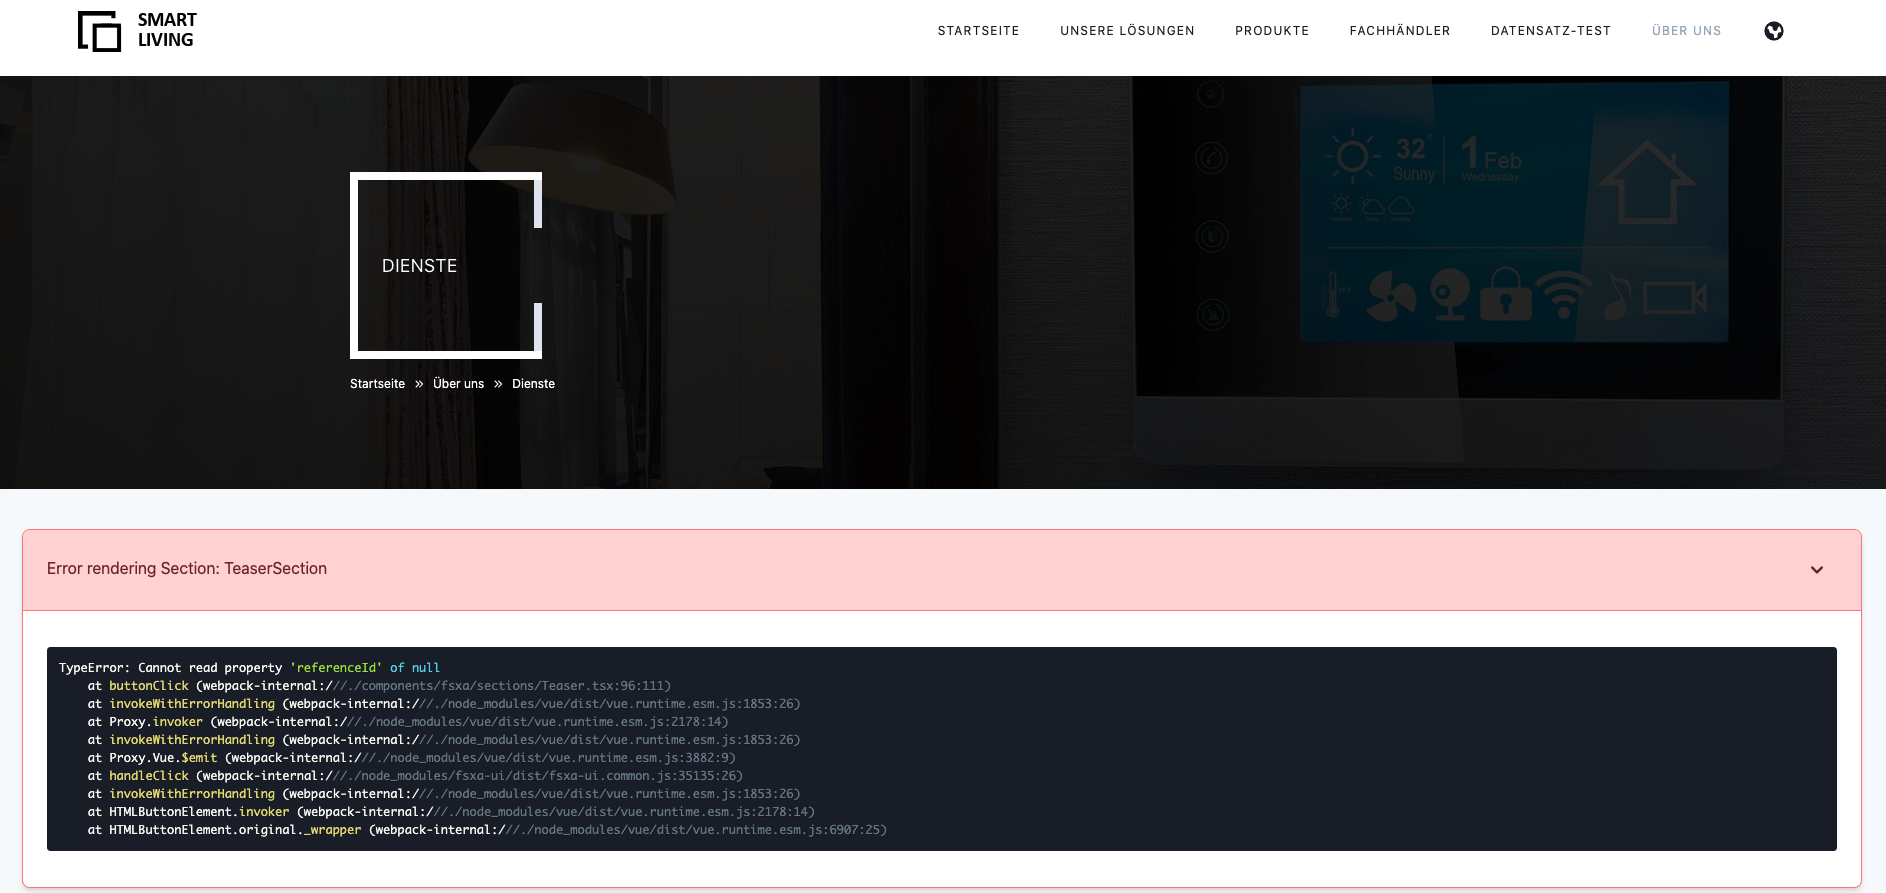 SMART
LIVING
STARTSEITE
UNSERE LÖSUNGEN
PRODUKTE
FACHHÄNDLER
DATENSATZ-TEST
ÜBER UNS
32°
Sunny
1 Feb
Wednesday
DIENSTE
Startseite » Über uns » Dienste
Error rendering Section: TeaserSection
TypeError: Cannot read property 'referenceId' of null
at buttonClick (webpack-internal:///./components/fsxa/sections/Teaser.tsx:96:111)
at invokeWithErrorHandling (webpack-internal:///./node_modules/vue/dist/vue.runtime.esm.js:1853:26)
at Proxy.invoker (webpack-internal:///./node_modules/vue/dist/vue.runtime.esm.js:2178:14)
at invokeWithErrorHandling (webpack-internal:///./node_modules/vue/dist/vue.runtime.esm.js:1853:26)
at Proxy.Vue.$emit (webpack-internal:///./node_modules/vue/dist/vue.runtime.esm.js:3882:9)
at handleClick (webpack-internal:///./node_modules/fsxa-ui/dist/fsxa-ui.common.js:35135:26)
at invokeWithErrorHandling (webpack-internal:///./node_modules/vue/dist/vue.runtime.esm.js:1853:26)
at HTMLButtonElement.invoker (webpack-internal:///./node_modules/vue/dist/vue.runtime.esm.js:2178:14)
at HTMLButtonElement.original._wrapper (webpack-internal:///./node_modules/vue/dist/vue.runtime.esm.js:6907:25)